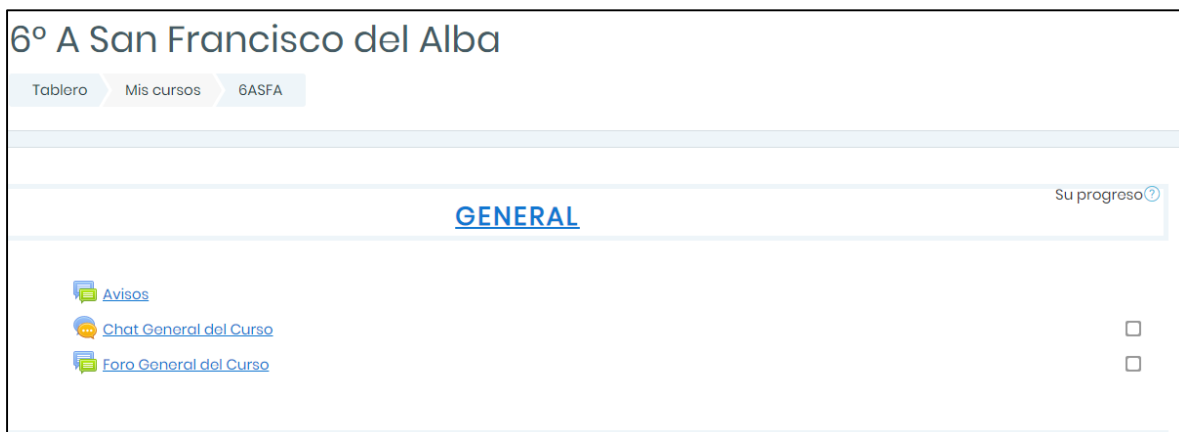 6° A San Francisco del Alba
Tablero Mis cursos 6ASFA
Su progreso
GENERAL
Avisos
Chat General del Curso
Foro General del Curso